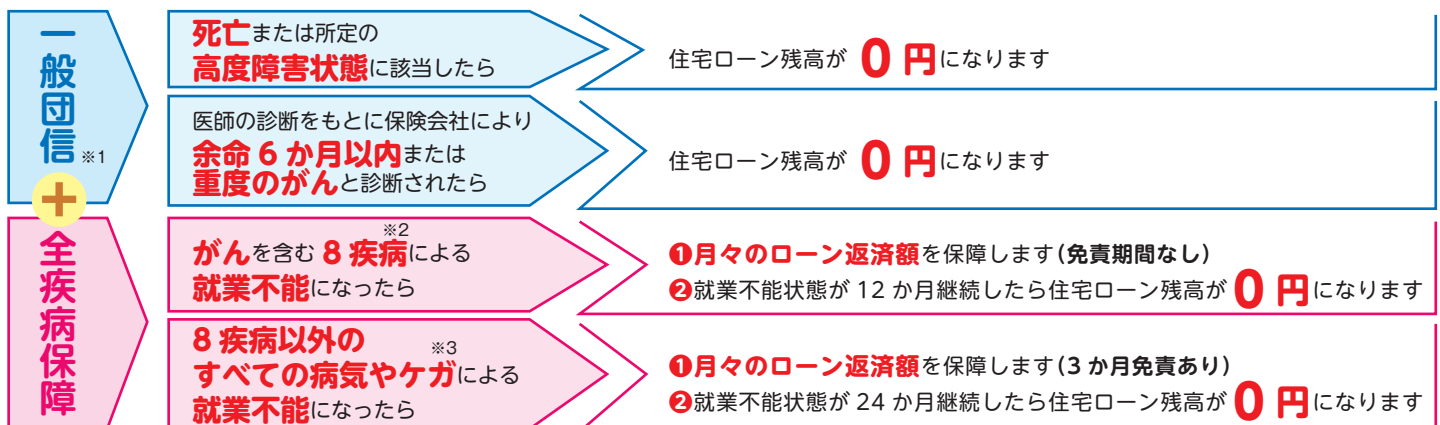 一般団信 ※1
死亡または所定の
高度障害状態に該当したら
住宅ローン残高が 0 円になります
医師の診断をもとに保険会社により
余命 6 か月以内または
重度のがんと診断されたら
住宅ローン残高が 0 円になります
+
全疾病保障
※2
がんを含む 8 疾病による
就業不能になったら
❶月々のローン返済額を保障します(免責期間なし)
❷就業不能状態が 12 か月継続したら住宅ローン残高が 0 円になります
8 疾病以外の
※3
すべての病気やケガによる
就業不能になったら
❶月々のローン返済額を保障します(3 か月免責あり)
❷就業不能状態が 24 か月継続したら住宅ローン残高が 0 円になります